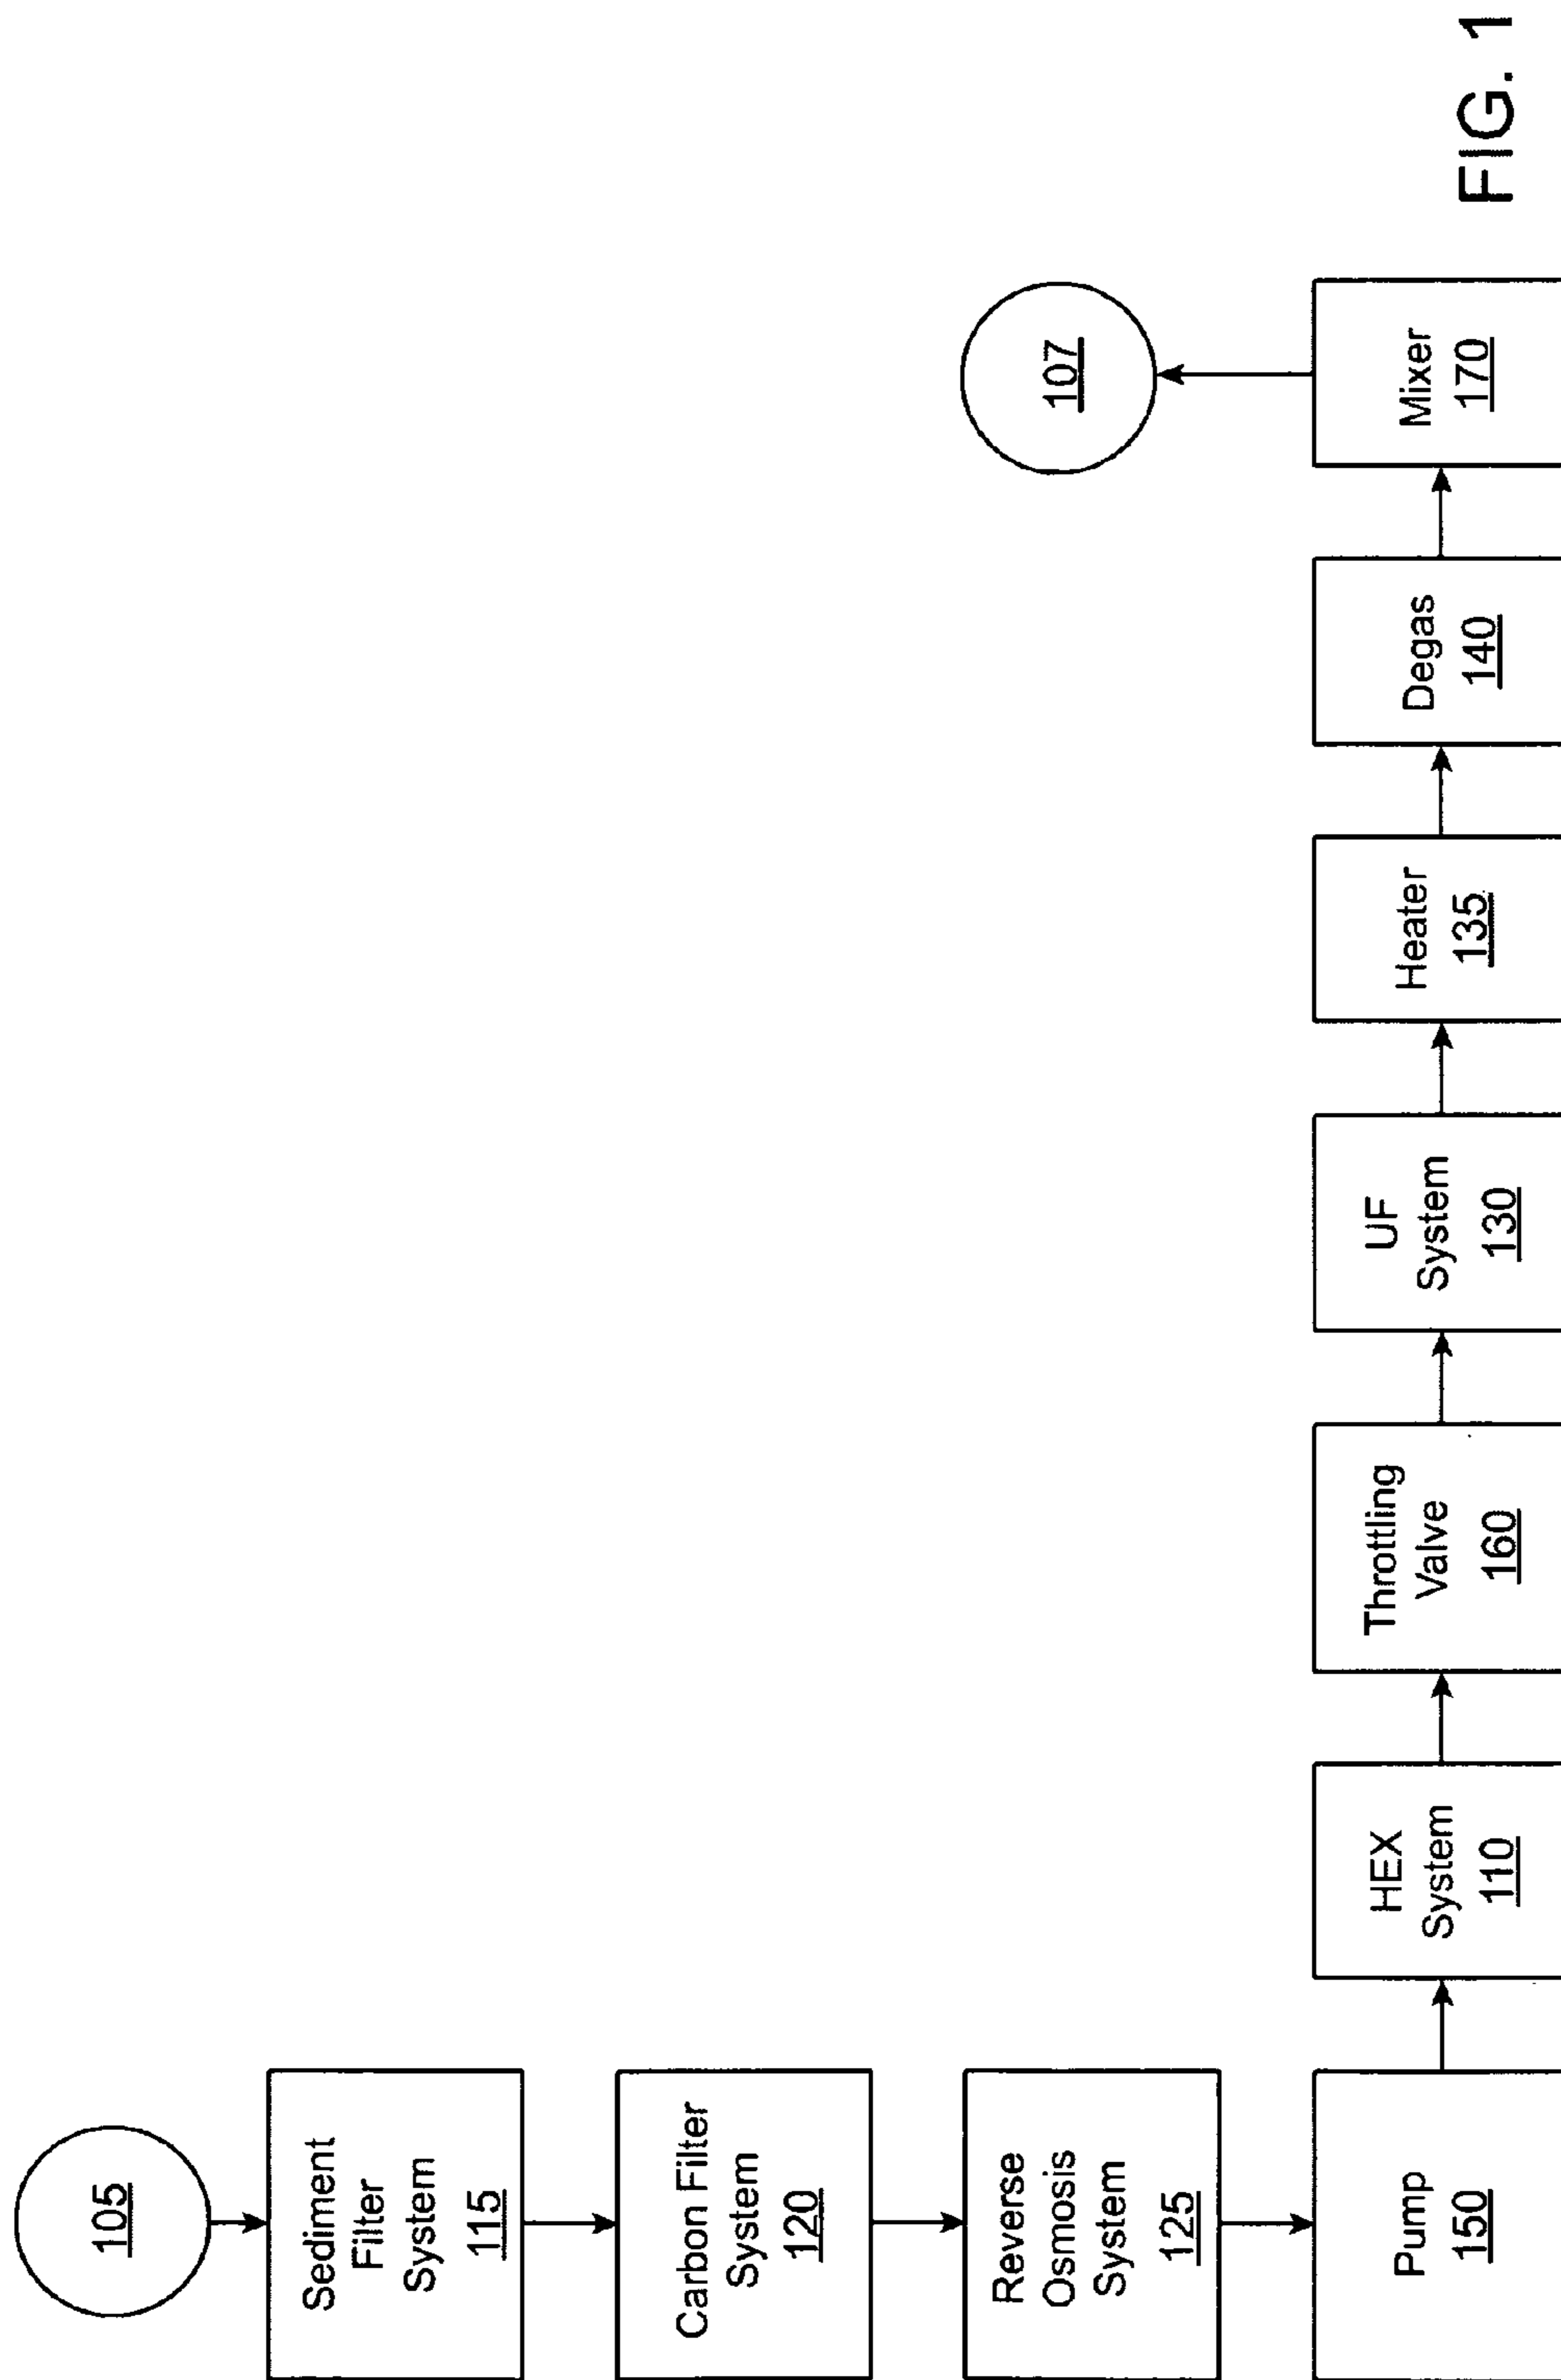 105
Sediment
Filter
System
115
Carbon Filter
System
120
Reverse
Osmosis
System
125
Pump
150
HEX
System
110
Throttling
Valve
160
UF
System
130
Heater
135
Degas
140
Mixer
170
107
FIG. 1